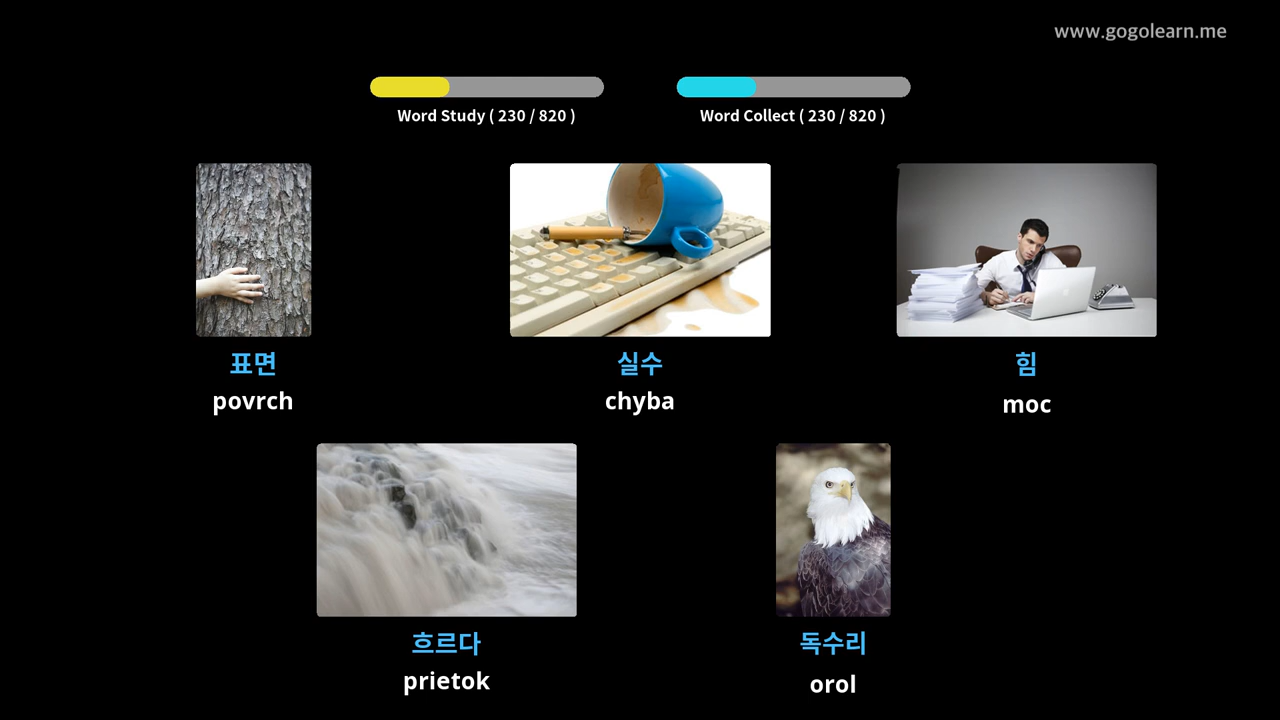 www.gogolearn.me
Word Study ( 230 / 820 )
Word Collect ( 230 / 820 )
표면
povrch
실수
chyba
힘
moc
흐르다
prietok
독수리
orol